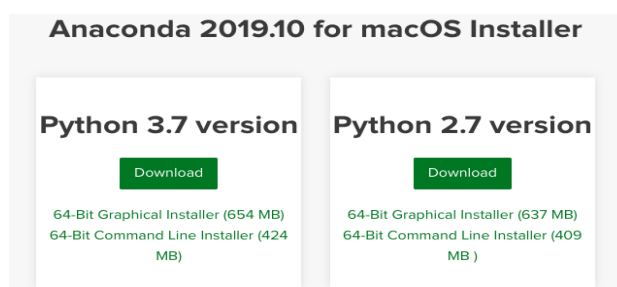 Anaconda 2019.10 for macOS Installer
Python 3.7 version
Download
64-Bit Graphical Installer (654 MB)
64-Bit Command Line Installer (424
MB)
Python 2.7 version
Download
64-Bit Graphical Installer (637 MB)
64-Bit Command Line Installer (409
MB )